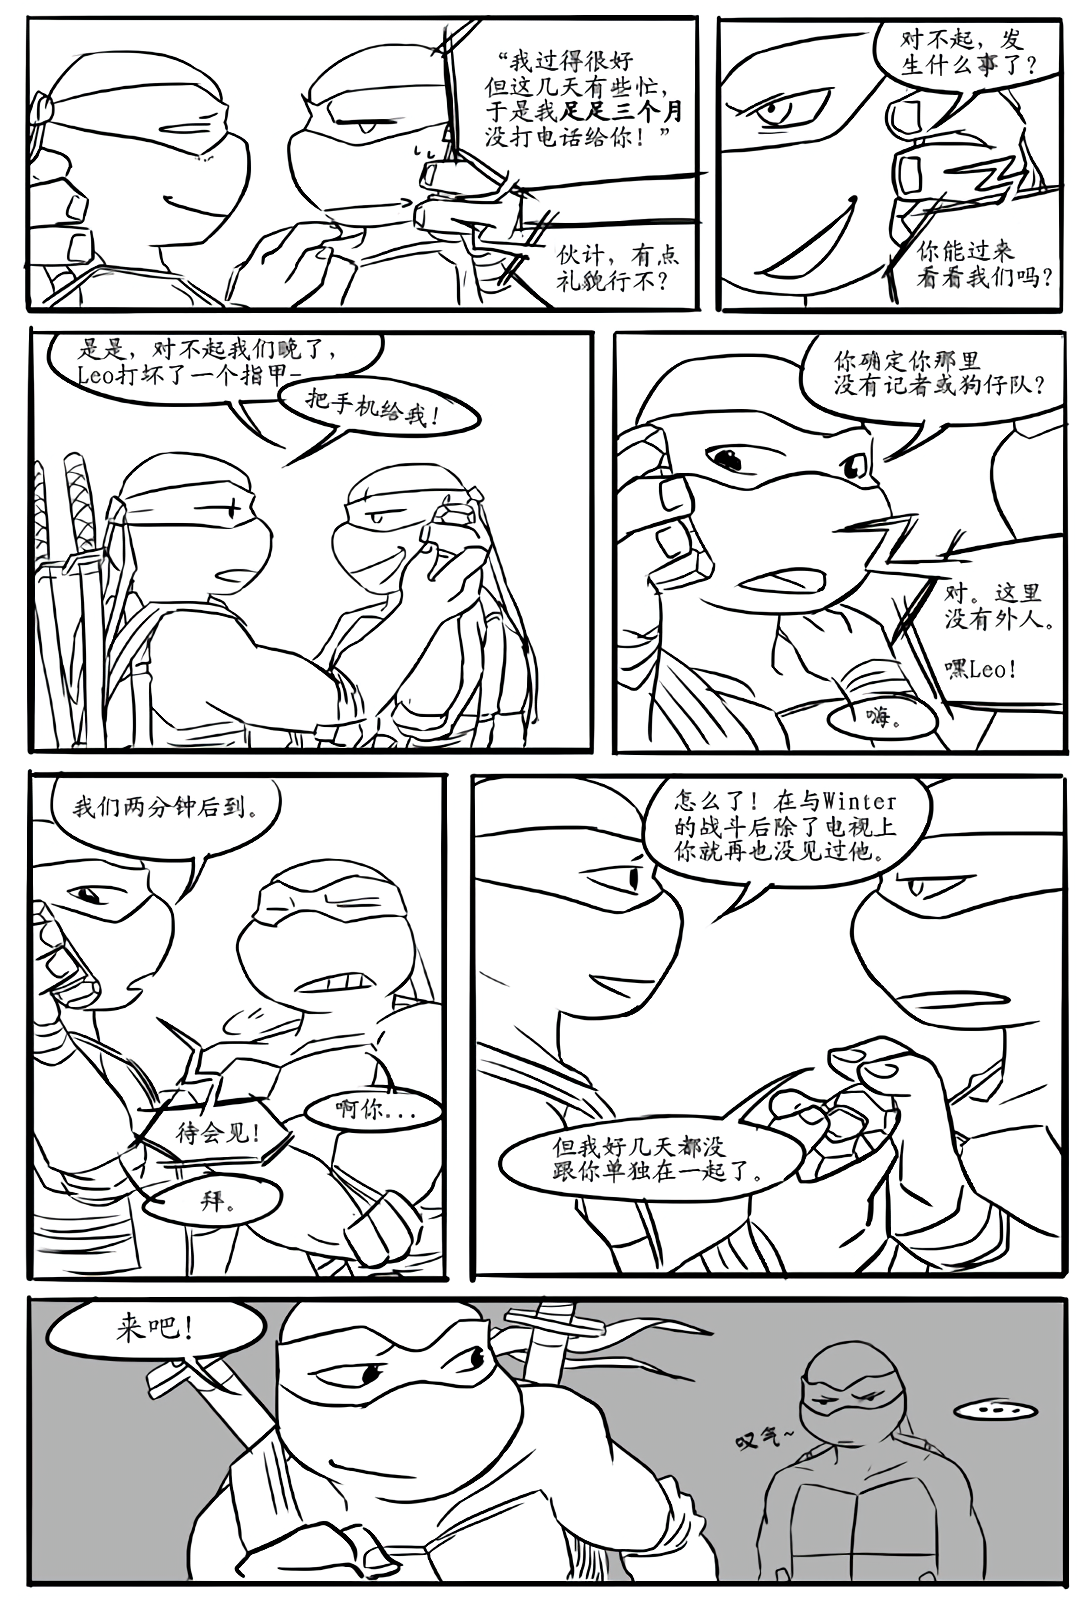 “我过得很好
但这几天有些忙，
于是我足足三个月
没打电话给你！”
伙计，有点
礼貌行不？
对不起，发
生什么事了？
你能过来
看看我们吗？
是是，对不起我们晚了，
Leo打坏了一个指甲-
把手机给我！
你确定你那里
没有记者或狗仔队？
对。这里
没有外人。
嘿Leo！
嗨。
我们两分钟后到。
待会见！
啊你...
拜。
怎么了！在与Winter
的战斗后除了电视上
你就再也没见过他。
但我好几天都没
跟你单独在一起了。
来吧！
叹气~
...